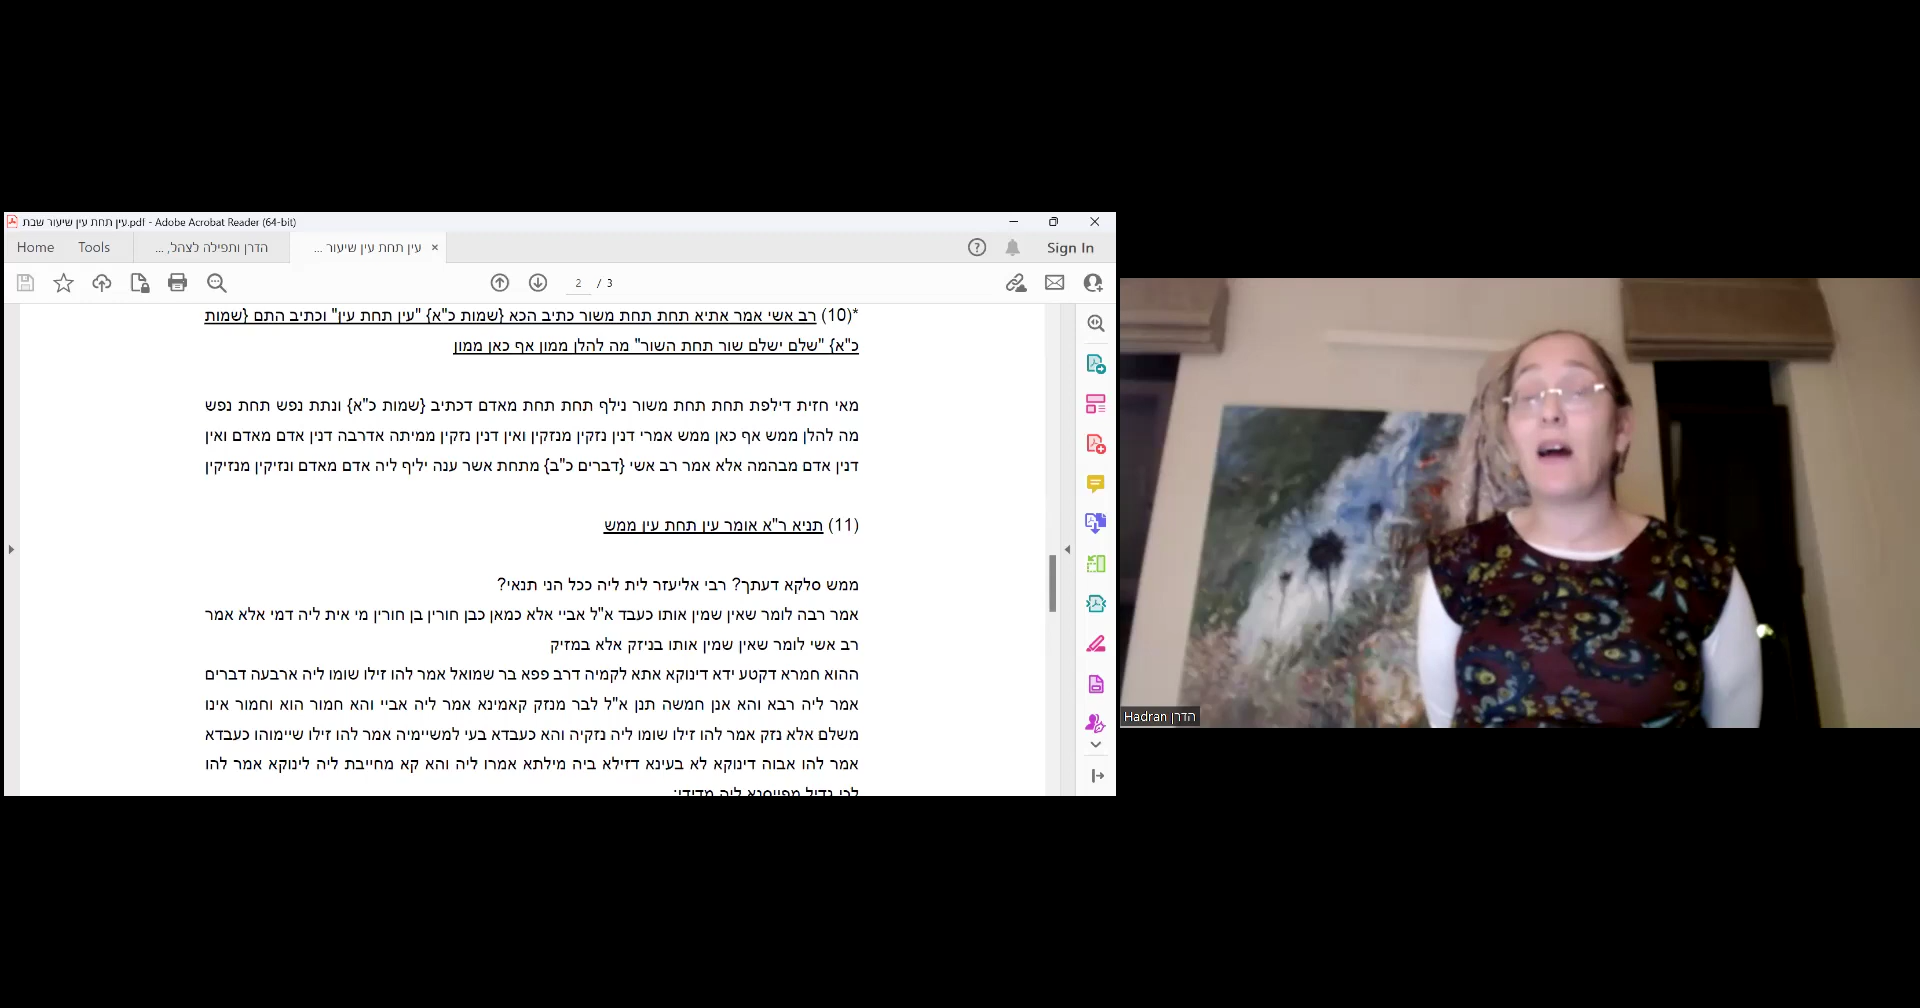 עין תחת עין שיעור שבת.pdf - Adobe Acrobat Reader (64-bit)
Home Tools הדרן ותפילה לצהל, ... עין תחת עין שיעור ... × Sign In
2 / 3
*(10) רב אשי אמר אתיא תחת תחת משור כתיב הכא {שמות כ"א} "עין תחת עין" וכתיב התם {שמות
כ"א} "שלם ישלם שור תחת השור" מה להלן ממון אף כאן ממון
מאי חזית דילפת תחת תחת משור נילף תחת תחת מאדם דכתיב {שמות כ"א} ונתת נפש תחת נפש
מה להלן ממש אף כאן ממש אמרי דנין נזקין מנזקין ואין דנין נזקין ממיתה אדרבה דנין אדם מאדם ואין
דנין אדם מבהמה אלא אמר רב אשי {דברים כ"ב} מתחת אשר ענה יליף ליה אדם מאדם ונזיקין מנזיקין
(11) תניא ר"א אומר עין תחת עין ממש
ממש סלקא דעתך? רבי אליעזר לית ליה ככל הני תנאי?
אמר רבה לומר שאין שמין אותו כעבד א"ל אביי אלא כמאן כבן חורין בן חורין מי אית ליה דמי אלא אמר
רב אשי לומר שאין שמין אותו בניזק אלא במזיק
ההוא חמרא דקטע ידא דינוקא אתא לקמיה דרב פפא בר שמואל אמר להו זילו שומו ליה ארבעה דברים
אמר ליה רבא והא אנן חמשה תנן א"ל לבר מנזק קאמינא אמר ליה אביי והא חמור הוא וחמור אינו
משלם אלא נזק אמר להו זילו שומו ליה נזקיה והא כעבדא בעי למשיימיה אמר להו זילו שיימוהו כעבדא
אמר להו אבוה דינוקא לא בעינא דזילא ביה מילתא אמרו ליה והא קא מחייבת ליה לינוקא אמר להו
לכי גדיל מפייסנא ליה מדידי:
Hadran הדרן